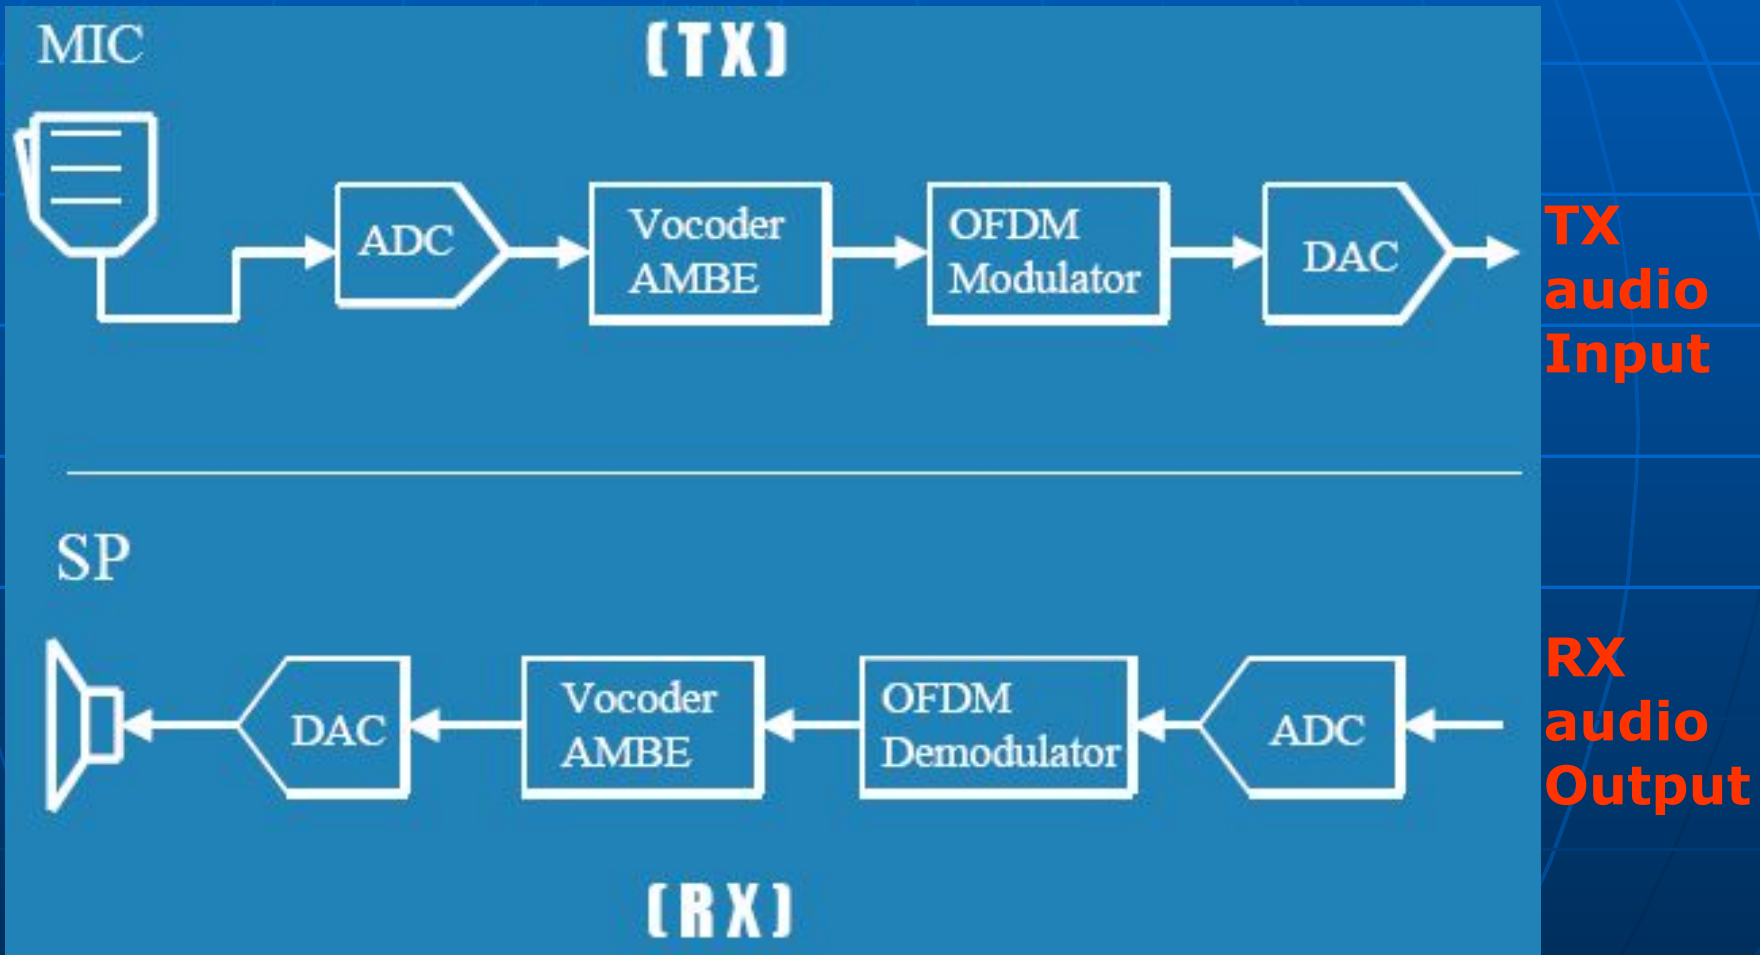 MIC
(TX)
ADC
Vocoder
AMBE
OFDM
Modulator
DAC
TX
audio
Input
SP
DAC
Vocoder
AMBE
OFDM
Demodulator
ADC
RX
audio
Output
(RX)